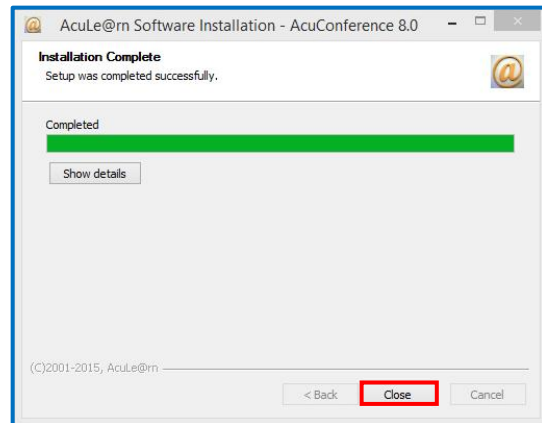 AcuLe@rn Software Installation - AcuConference 8.0
Installation Complete
Setup was completed successfully.
Completed
Show details
(C)2001-2015, AcuLe@rn
< Back Close Cancel